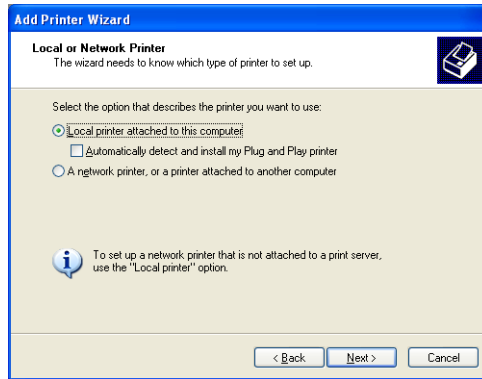 Add Printer Wizard
Local or Network Printer
The wizard needs to know which type of printer to set up.
Select the option that describes the printer you want to use:
Local printer attached to this computer
Automatically detect and install my Plug and Play printer
A network printer, or a printer attached to another computer
To set up a network printer that is not attached to a print server,
use the "Local printer" option.
< Back Next > Cancel